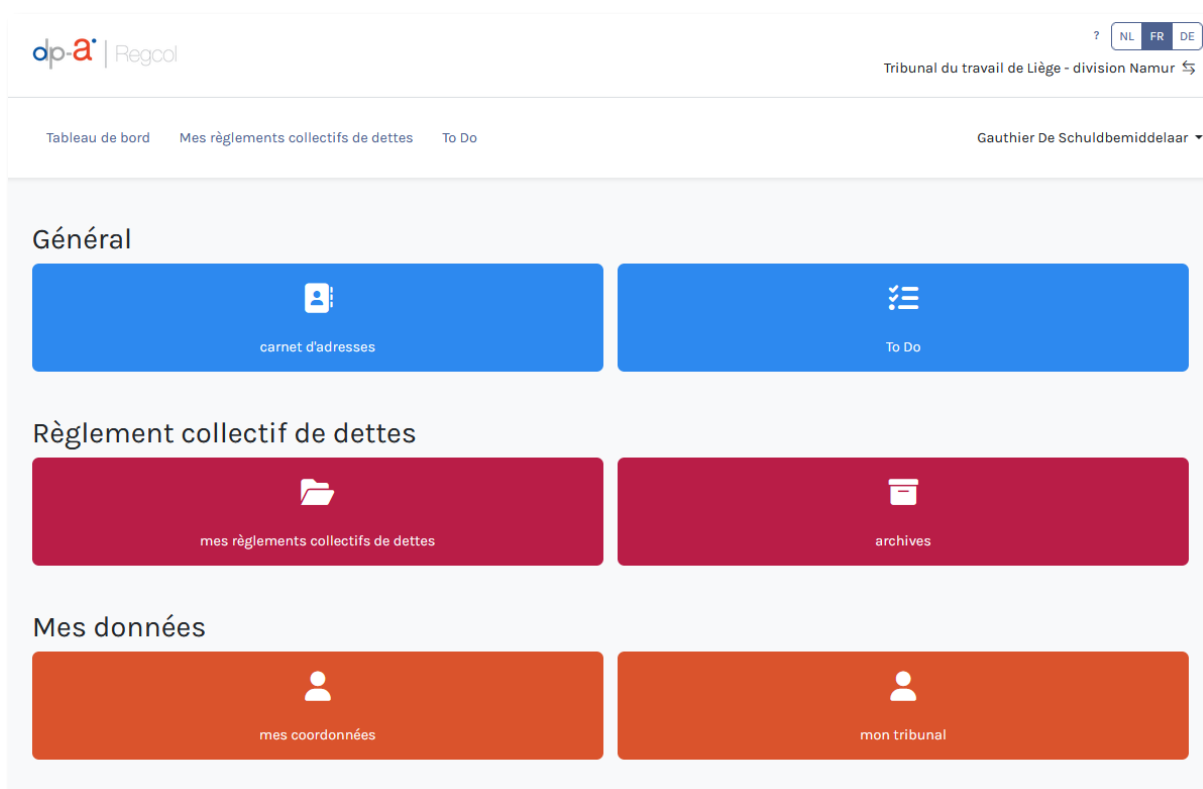 dp-a | Regcol
? NL FR DE
Tribunal du travail de Liège - division Namur
Tableau de bord Mes règlements collectifs de dettes To Do
Gauthier De Schuldbemiddelaar
Général
carnet d'adresses
To Do
Règlement collectif de dettes
mes règlements collectifs de dettes
archives
Mes données
mes coordonnées
mon tribunal